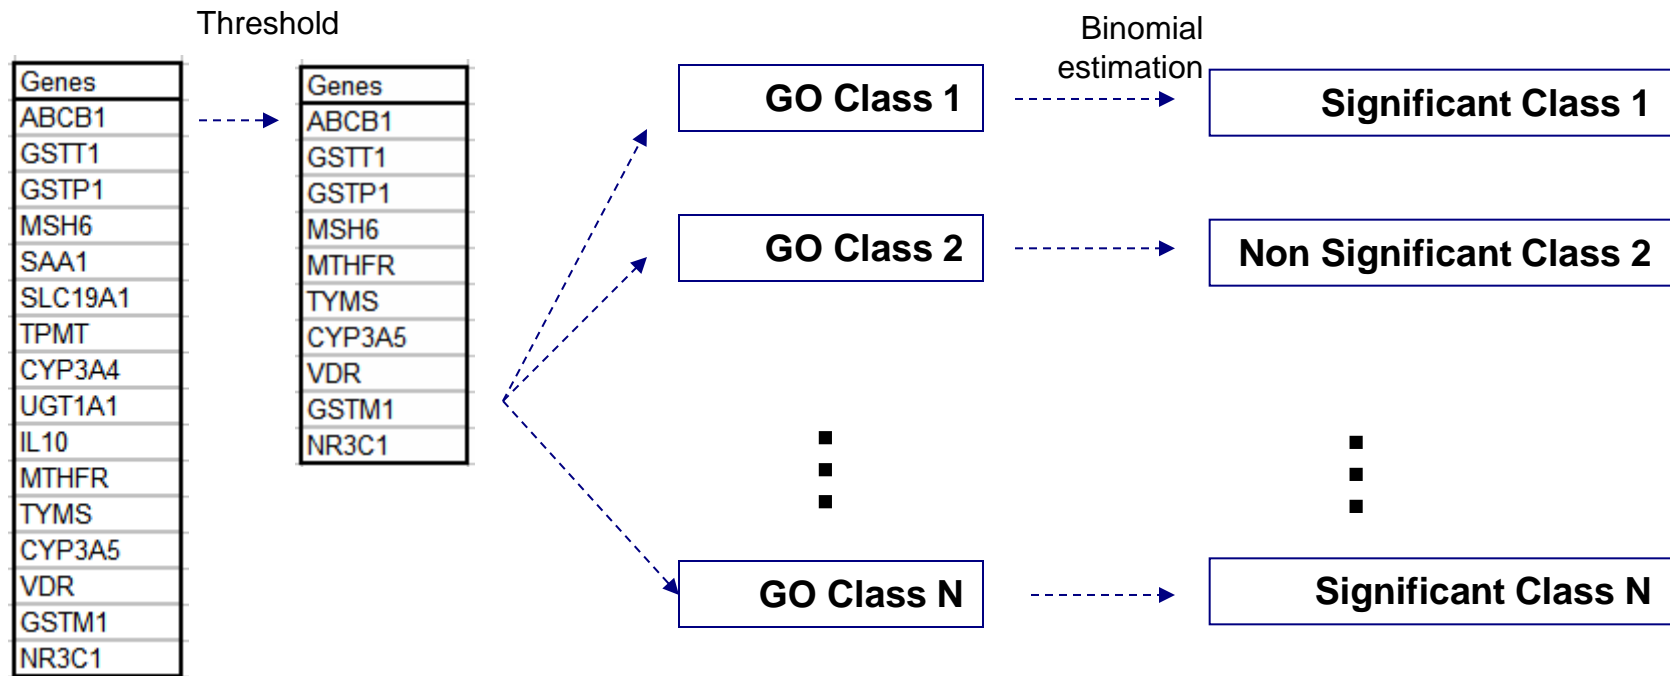 Threshold
Genes
ABCB1
GSTT1
GSTP1
MSH6
SAA1
SLC19A1
TPMT
CYP3A4
UGT1A1
IL10
MTHFR
TYMS
CYP3A5
VDR
GSTM1
NR3C1
Genes
ABCB1
GSTT1
GSTP1
MSH6
MTHFR
TYMS
CYP3A5
VDR
GSTM1
NR3C1
GO Class 1
GO Class 2
GO Class N
Binomial
estimation
Significant Class 1
Non Significant Class 2
Significant Class N